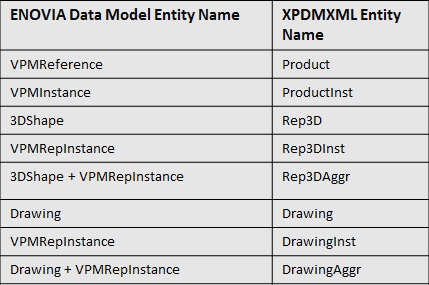 ENOVIA Data Model Entity Name XPDMXML Entity
Name
VPMReference Product
VPMInstance ProductInst
3DShape Rep3D
VPMRepInstance Rep3DInst
3DShape + VPMRepInstance Rep3DAggr
Drawing Drawing
VPMRepInstance DrawingInst
Drawing + VPMRepInstance DrawingAggr